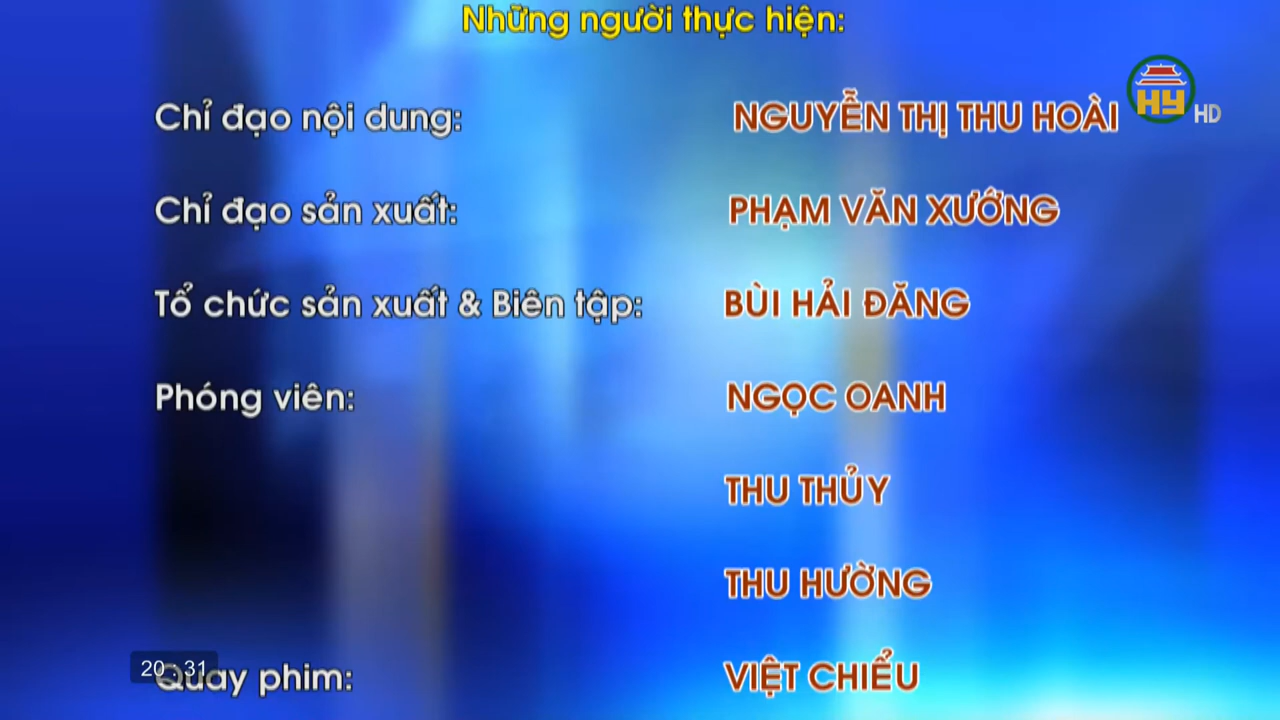 Những người thực hiện:
HY HD
Chỉ đạo nội dung: NGUYỄN THỊ THU HOÀI
Chỉ đạo sản xuất: PHẠM VĂN XƯỚNG
Tổ chức sản xuất & Biên tập: BÙI HẢI ĐĂNG
Phóng viên: NGỌC OANH
THU THỦY
THU HƯỜNG
20 : 31
Quay phim: VIỆT CHIỂU